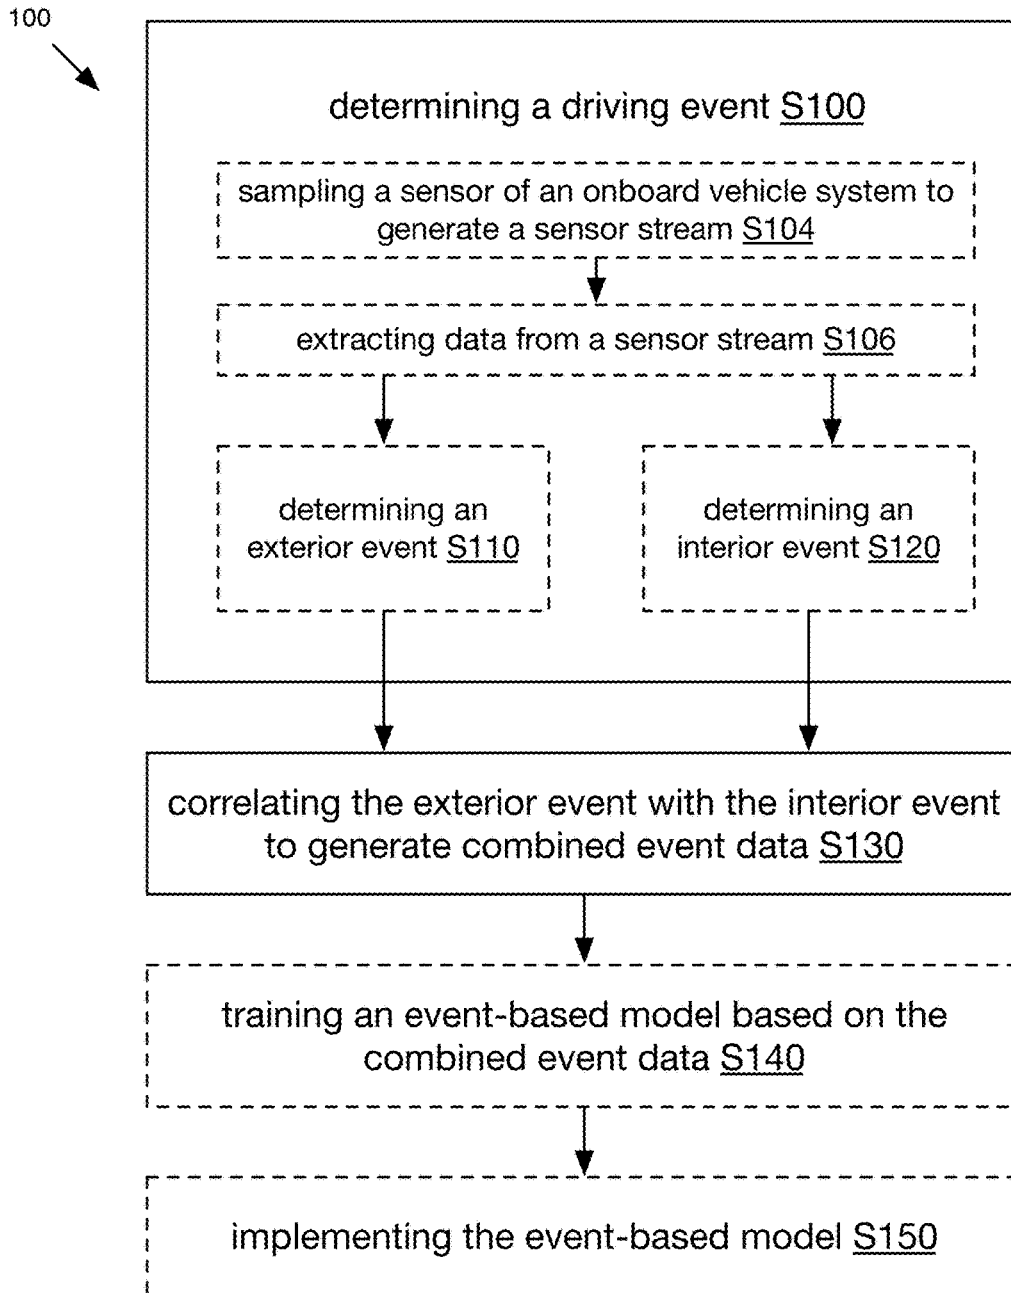 100
determining a driving event S100
sampling a sensor of an onboard vehicle system to
generate a sensor stream S104
extracting data from a sensor stream S106
determining an
exterior event S110
determining an
interior event S120
correlating the exterior event with the interior event
to generate combined event data S130
training an event-based model based on the
combined event data S140
implementing the event-based model S150